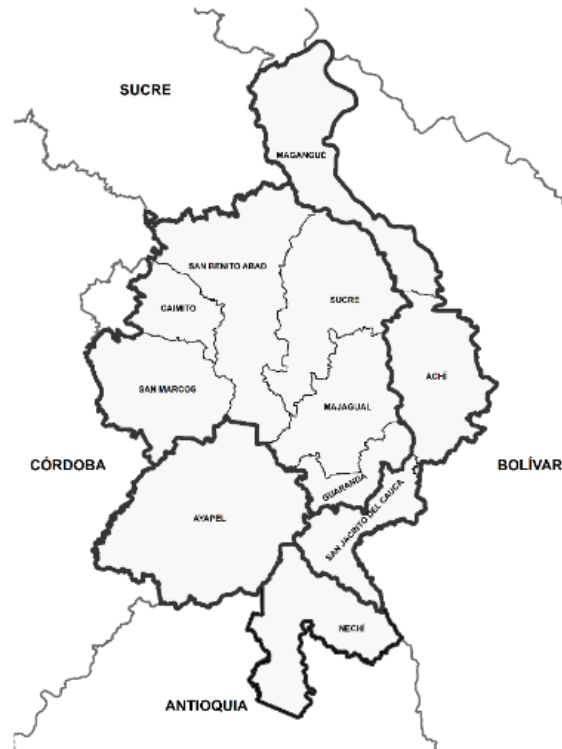 SUCRE
MAGANGUÉ
SAN BENITO ABAD
SUCRE
CAIMITO
ACHÍ
SAN MARCOS
MAJAGUAL
CÓRDOBA
BOLÍVAR
GUARANDA
AYAPEL
SAN JACINTO DEL CAUCA
NECHÍ
ANTIOQUIA